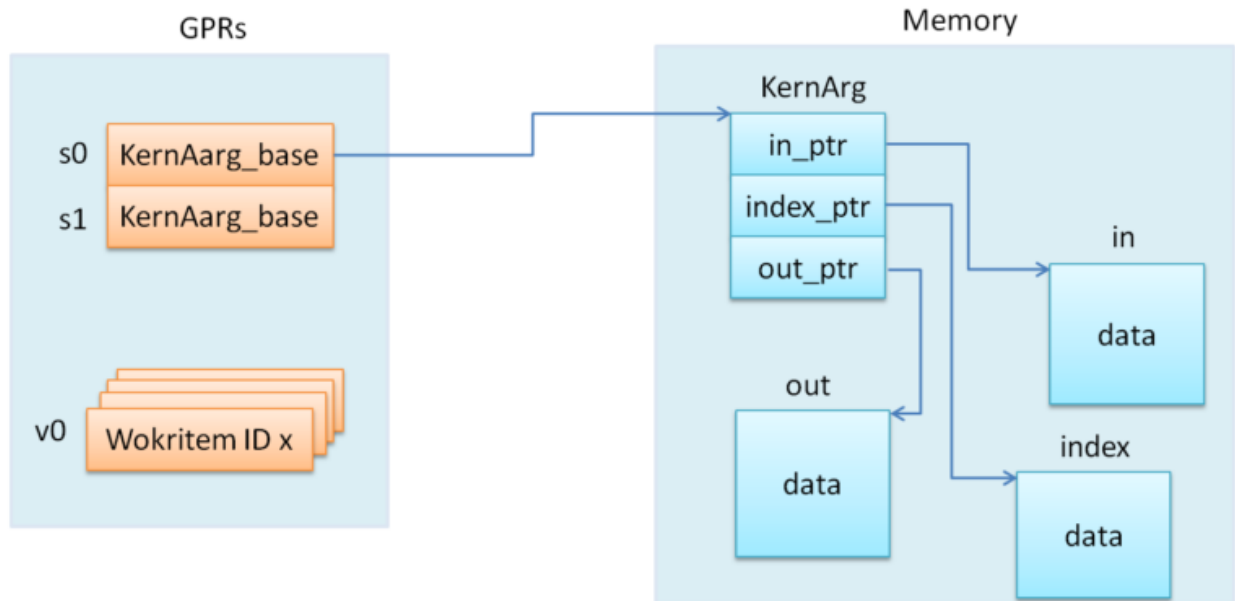 GPRs
s0
KernAarg_base
s1
KernAarg_base
v0
Wokritem ID x
Memory
KernArg
in_ptr
index_ptr
out_ptr
in
data
out
data
index
data